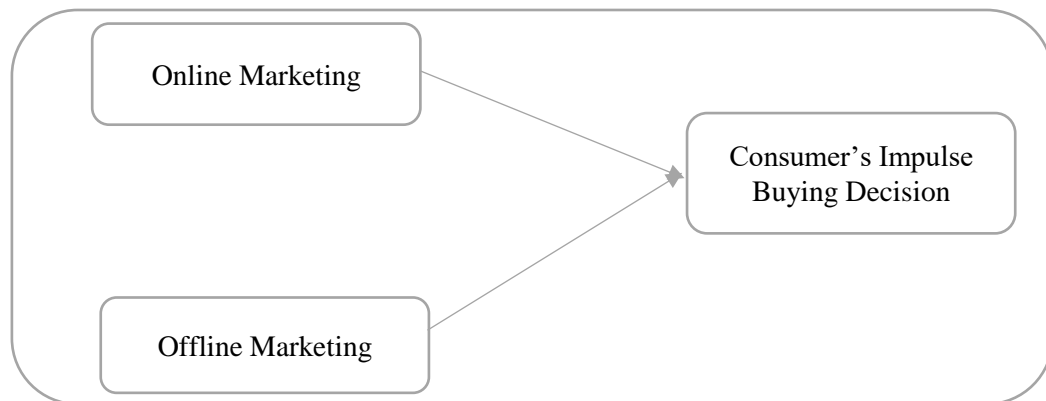 Online Marketing
Consumer’s Impulse
Buying Decision
Offline Marketing